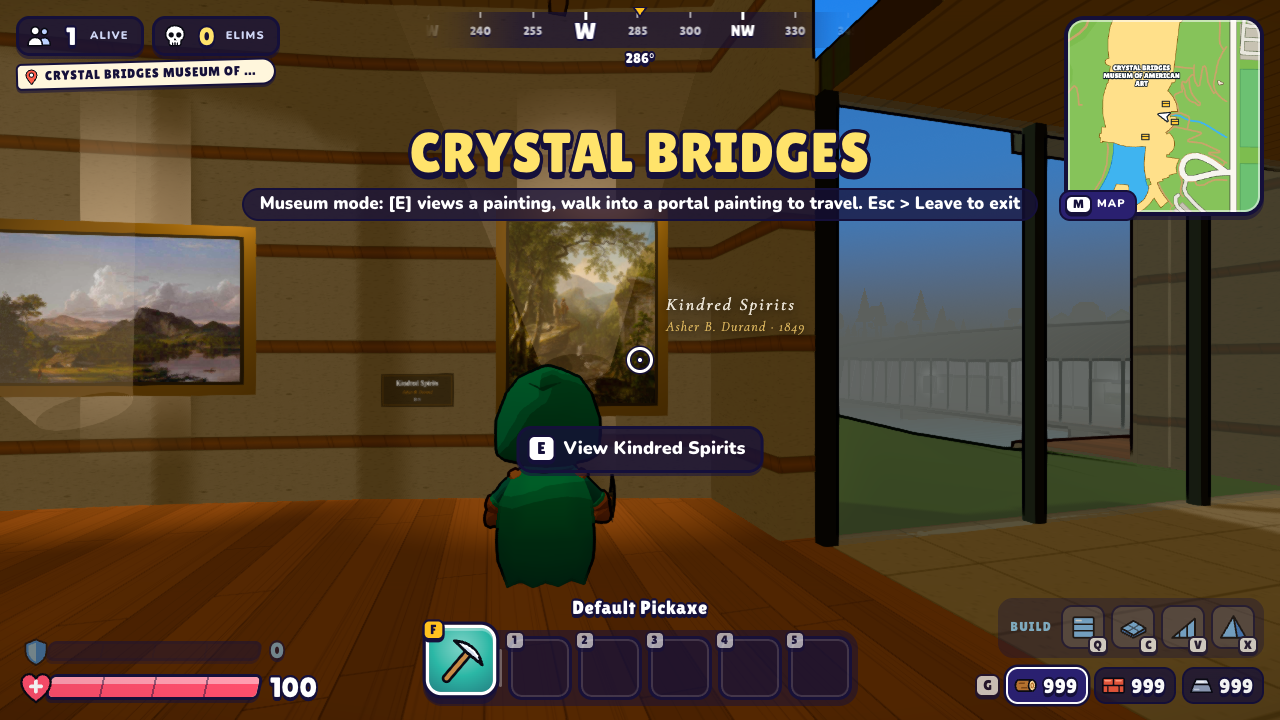 1 ALIVE
0 ELIMS
CRYSTAL BRIDGES MUSEUM OF ...
W 240 255 W 285 300 NW 330
286°
CRYSTAL BRIDGES MUSEUM OF AMERICAN ART
M MAP
CRYSTAL BRIDGES
Museum mode: [E] views a painting, walk into a portal painting to travel. Esc > Leave to exit
Kindred Spirits
Asher B. Durand · 1849
Kindred Spirits
E View Kindred Spirits
Default Pickaxe
F 1 2 3 4 5
0
100
BUILD Q C V X
G 999 999 999